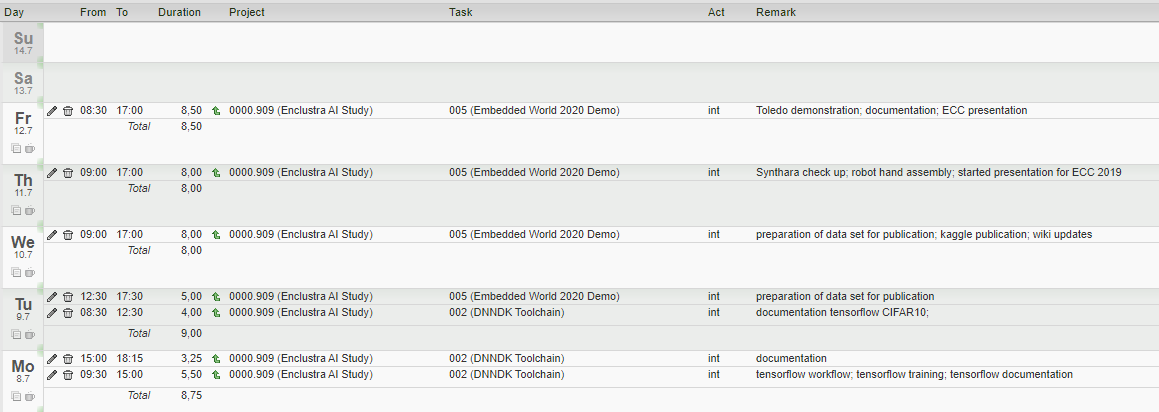 Day From To Duration Project Task Act Remark
Su
14.7
Sa
13.7
08:30 17:00 8,50 0000.909 (Enclustra AI Study) 005 (Embedded World 2020 Demo) int Toledo demonstration; documentation; ECC presentation
Fr
12.7
Total 8,50
09:00 17:00 8,00 0000.909 (Enclustra AI Study) 005 (Embedded World 2020 Demo) int Synthara check up; robot hand assembly; started presentation for ECC 2019
Th
11.7
Total 8,00
09:00 17:00 8,00 0000.909 (Enclustra AI Study) 005 (Embedded World 2020 Demo) int preparation of data set for publication; kaggle publication; wiki updates
We
10.7
Total 8,00
12:30 17:30 5,00 0000.909 (Enclustra AI Study) 005 (Embedded World 2020 Demo) int preparation of data set for publication
Tu
9.7
08:30 12:30 4,00 0000.909 (Enclustra AI Study) 002 (DNNDK Toolchain) int documentation tensorflow CIFAR10;
Total 9,00
15:00 18:15 3,25 0000.909 (Enclustra AI Study) 002 (DNNDK Toolchain) int documentation
Mo
8.7
09:30 15:00 5,50 0000.909 (Enclustra AI Study) 002 (DNNDK Toolchain) int tensorflow workflow; tensorflow training; tensorflow documentation
Total 8,75